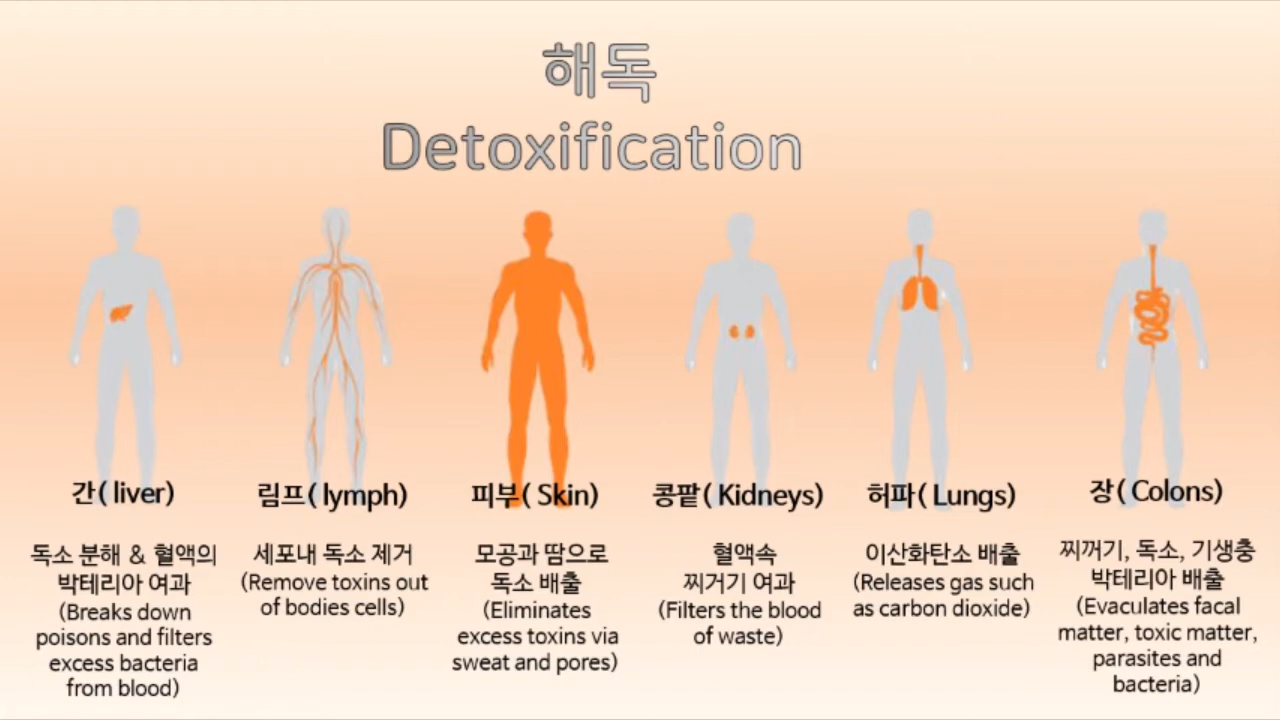 해독
Detoxification
간( liver)
독소 분해 & 혈액의
박테리아 여과
(Breaks down
poisons and filters
excess bacteria
from blood)
림프( lymph)
세포내 독소 제거
(Remove toxins out
of bodies cells)
피부( Skin)
모공과 땀으로
독소 배출
(Eliminates
excess toxins via
sweat and pores)
콩팥( Kidneys)
혈액속
찌거기 여과
(Filters the blood
of waste)
허파( Lungs)
이산화탄소 배출
(Releases gas such
as carbon dioxide)
장( Colons)
찌꺼기, 독소, 기생충
박테리아 배출
(Evaculates facal
matter, toxic matter,
parasites and
bacteria)